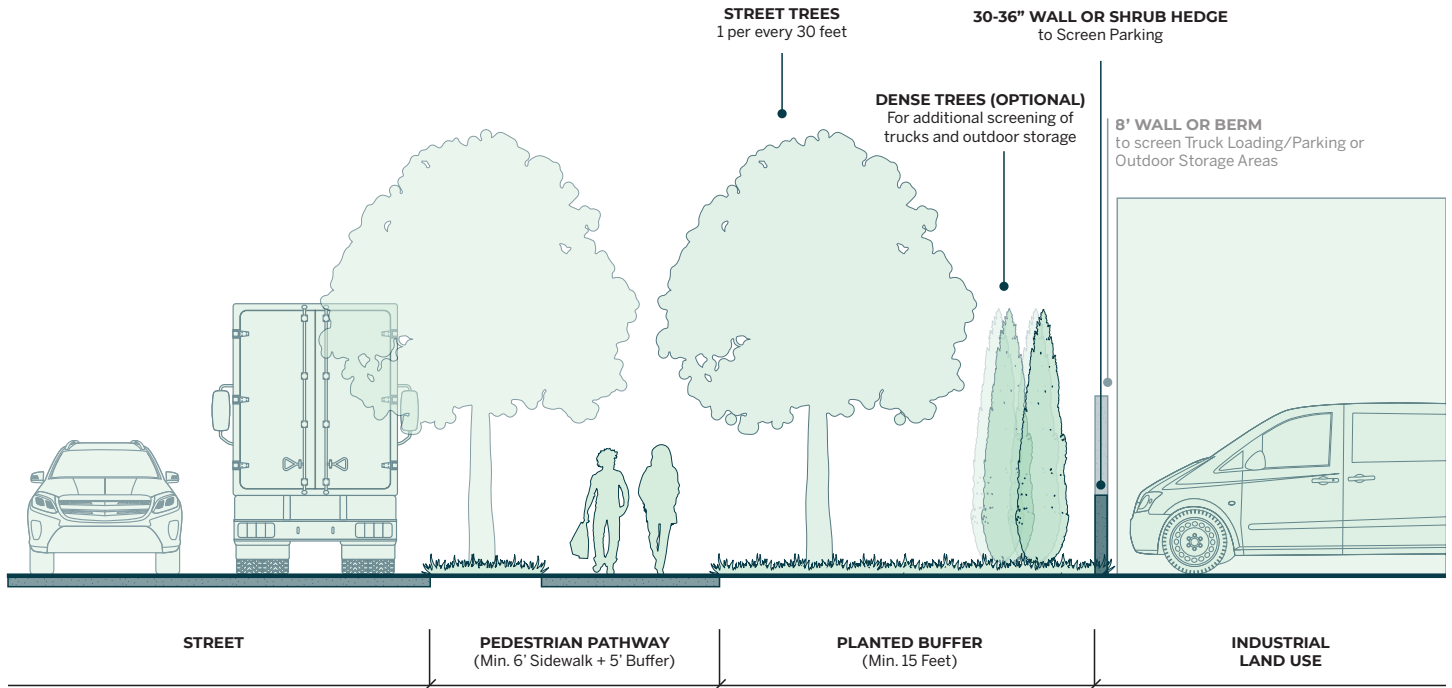 STREET TREES
1 per every 30 feet
30-36” WALL OR SHRUB HEDGE
to Screen Parking
DENSE TREES (OPTIONAL)
For additional screening of
trucks and outdoor storage
8’ WALL OR BERM
to screen Truck Loading/Parking or
Outdoor Storage Areas
STREET
PEDESTRIAN PATHWAY
(Min. 6’ Sidewalk + 5’ Buffer)
PLANTED BUFFER
(Min. 15 Feet)
INDUSTRIAL
LAND USE